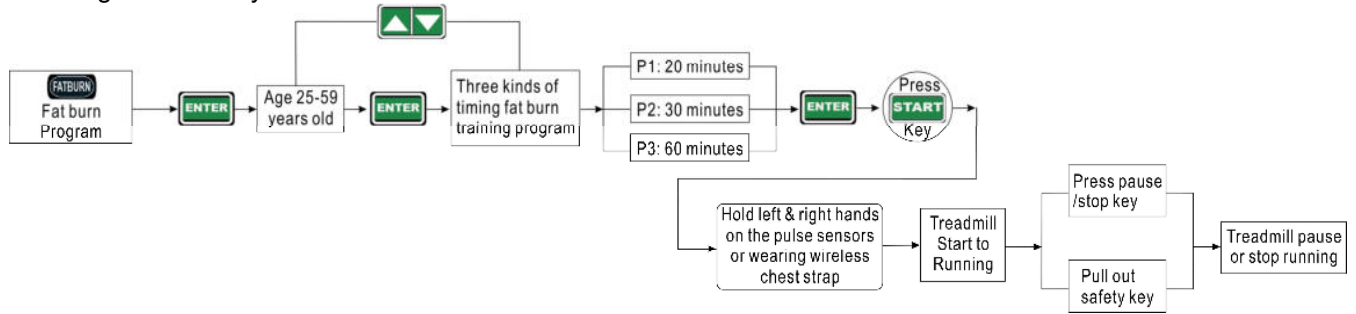 FATBURN
Fat burn
Program
ENTER
Age 25-59
years old
ENTER
Three kinds of
timing fat burn
training program
P1: 20 minutes
P2: 30 minutes
P3: 60 minutes
ENTER
Press
START
Key
Hold left & right hands
on the pulse sensors
or wearing wireless
chest strap
Treadmill
Start to
Running
Press pause
/stop key
Pull out
safety key
Treadmill pause
or stop running